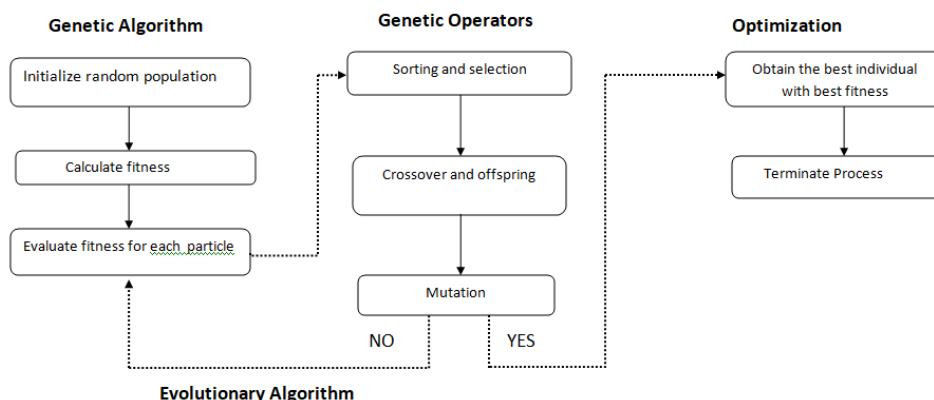 Genetic Algorithm
Initialize random population
Calculate fitness
Evaluate fitness for each particle
Genetic Operators
Sorting and selection
Crossover and offspring
Mutation
NO
YES
Optimization
Obtain the best individual
with best fitness
Terminate Process
Evolutionary Algorithm